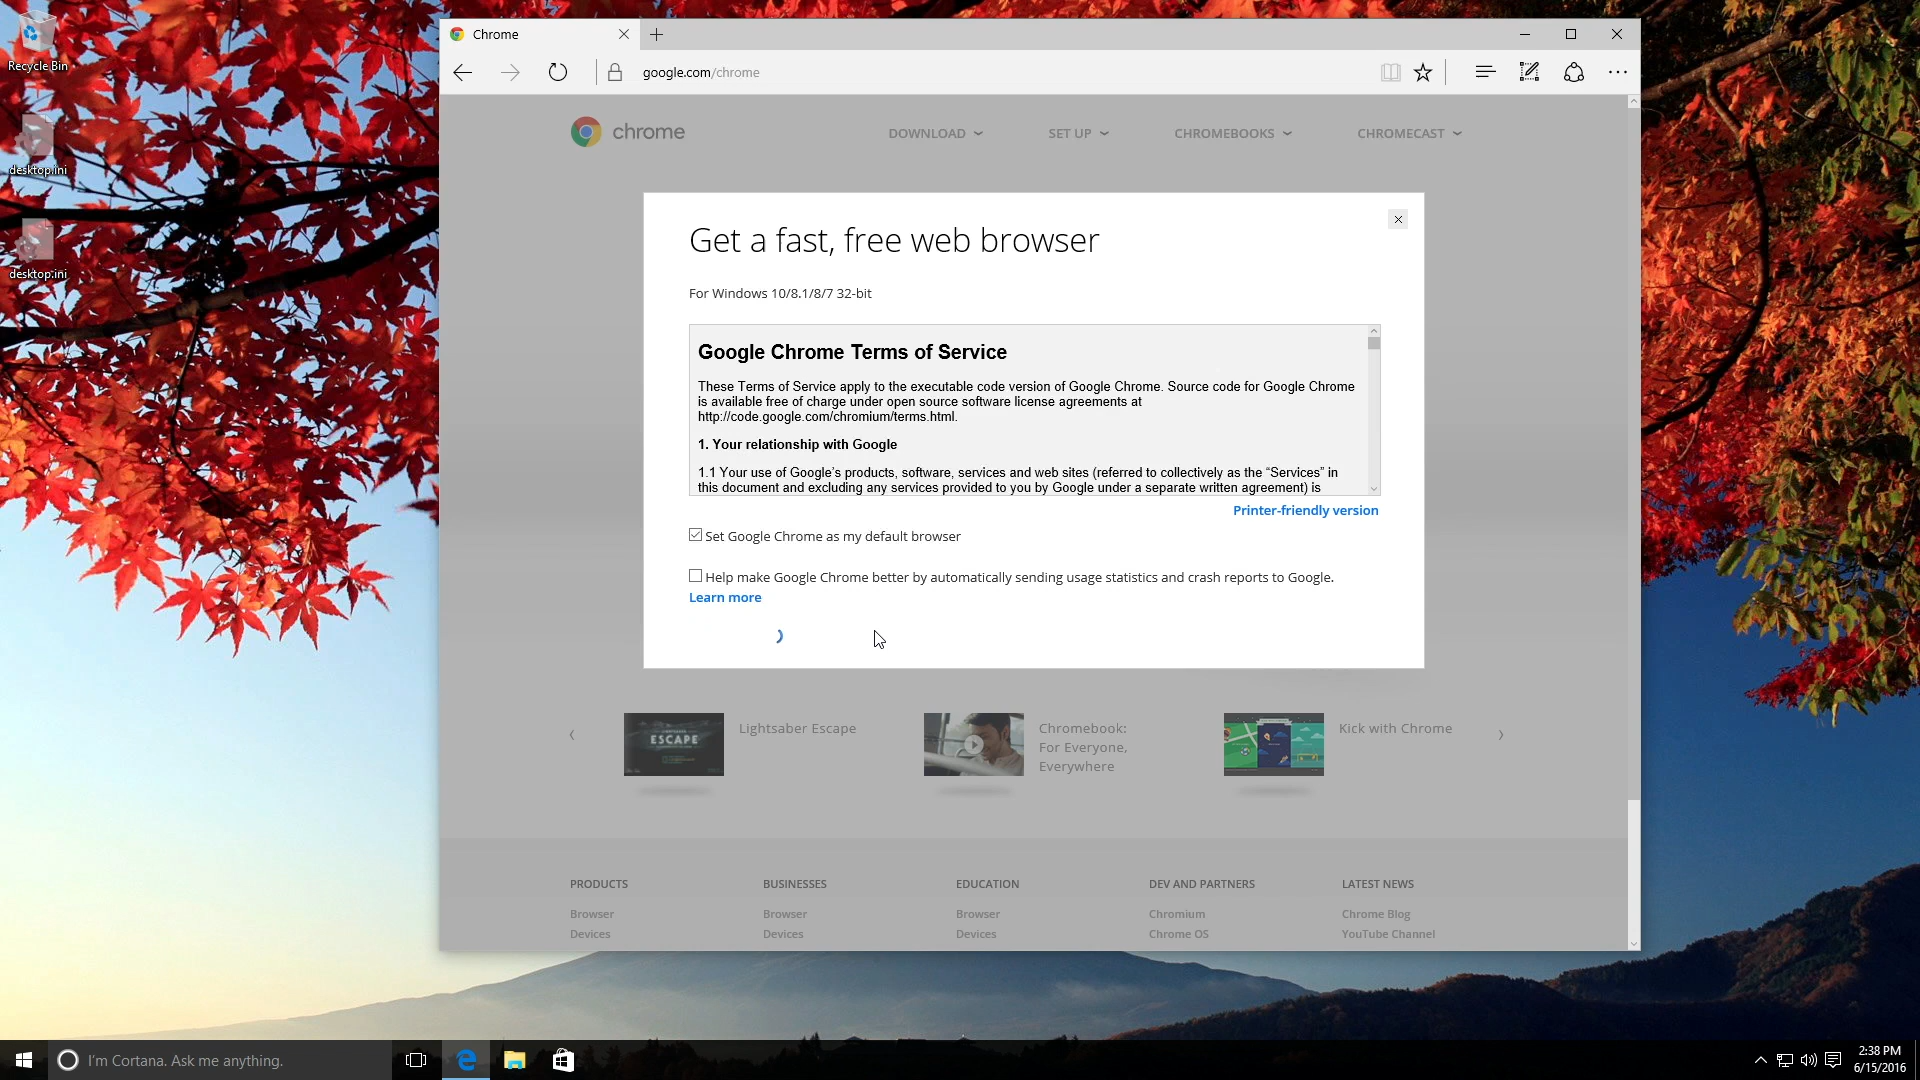 Recycle Bin
desktop.ini
desktop.ini
Chrome
google.com/chrome
chrome
DOWNLOAD
SET UP
CHROMEBOOKS
CHROMECAST
Get a fast, free web browser
For Windows 10/8.1/8/7 32-bit
Google Chrome Terms of Service
These Terms of Service apply to the executable code version of Google Chrome. Source code for Google Chrome
is available free of charge under open source software license agreements at
http://code.google.com/chromium/terms.html.
1. Your relationship with Google
1.1 Your use of Google’s products, software, services and web sites (referred to collectively as the “Services” in
this document and excluding any services provided to you by Google under a separate written agreement) is
Printer-friendly version
Set Google Chrome as my default browser
Help make Google Chrome better by automatically sending usage statistics and crash reports to Google.
Learn more
ESCAPE
Lightsaber Escape
Chromebook:
For Everyone,
Everywhere
Kick with Chrome
PRODUCTS
Browser
Devices
BUSINESSES
Browser
Devices
EDUCATION
Browser
Devices
DEV AND PARTNERS
Chromium
Chrome OS
LATEST NEWS
Chrome Blog
YouTube Channel
I'm Cortana. Ask me anything.
2:38 PM
6/15/2016